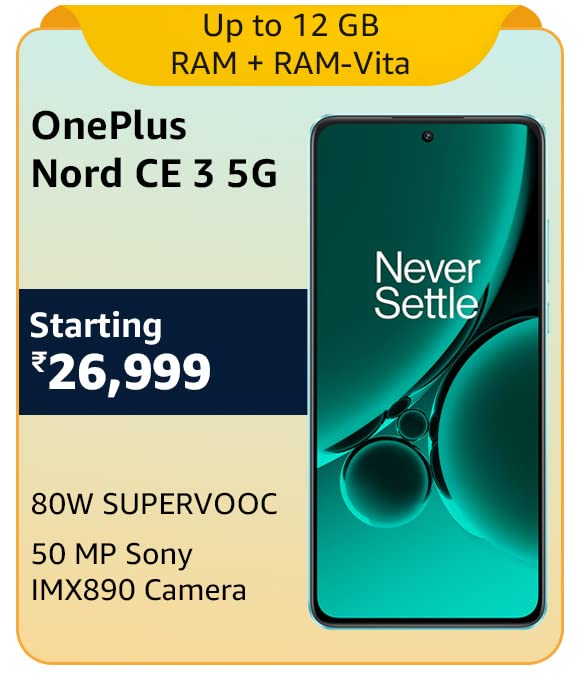 Up to 12 GB
RAM + RAM-Vita
OnePlus
Nord CE 3 5G
Starting
₹26,999
80W SUPERVOOC
50 MP Sony
IMX890 Camera
Never
Settle